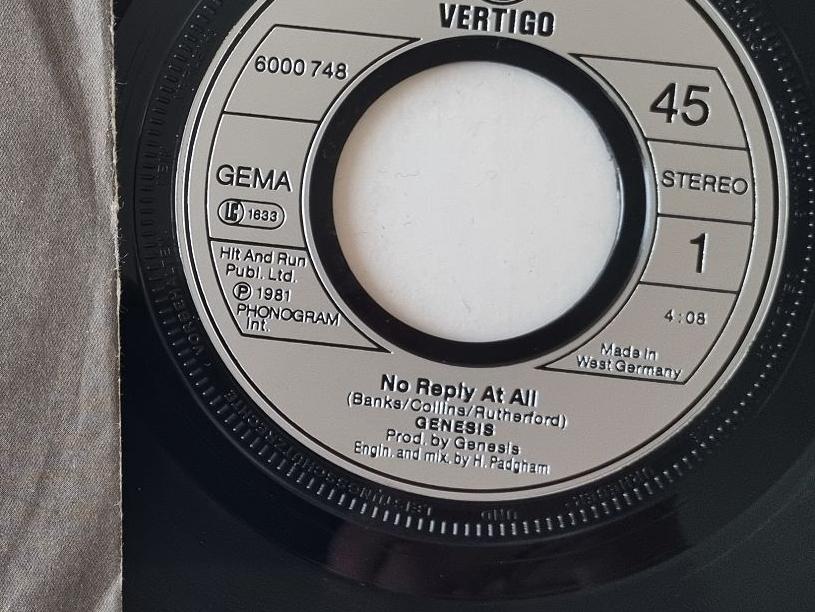 VERTIGO
6000 748
GEMA
LC 1633
Hit And Run
Publ. Ltd.
Ⓟ 1981
PHONOGRAM
Int.
45
STEREO
1
4:08
Made in
West Germany
No Reply At All
(Banks/Collins/Rutherford)
GENESIS
Prod. by Genesis
Engin. and mix. by H. Padgham